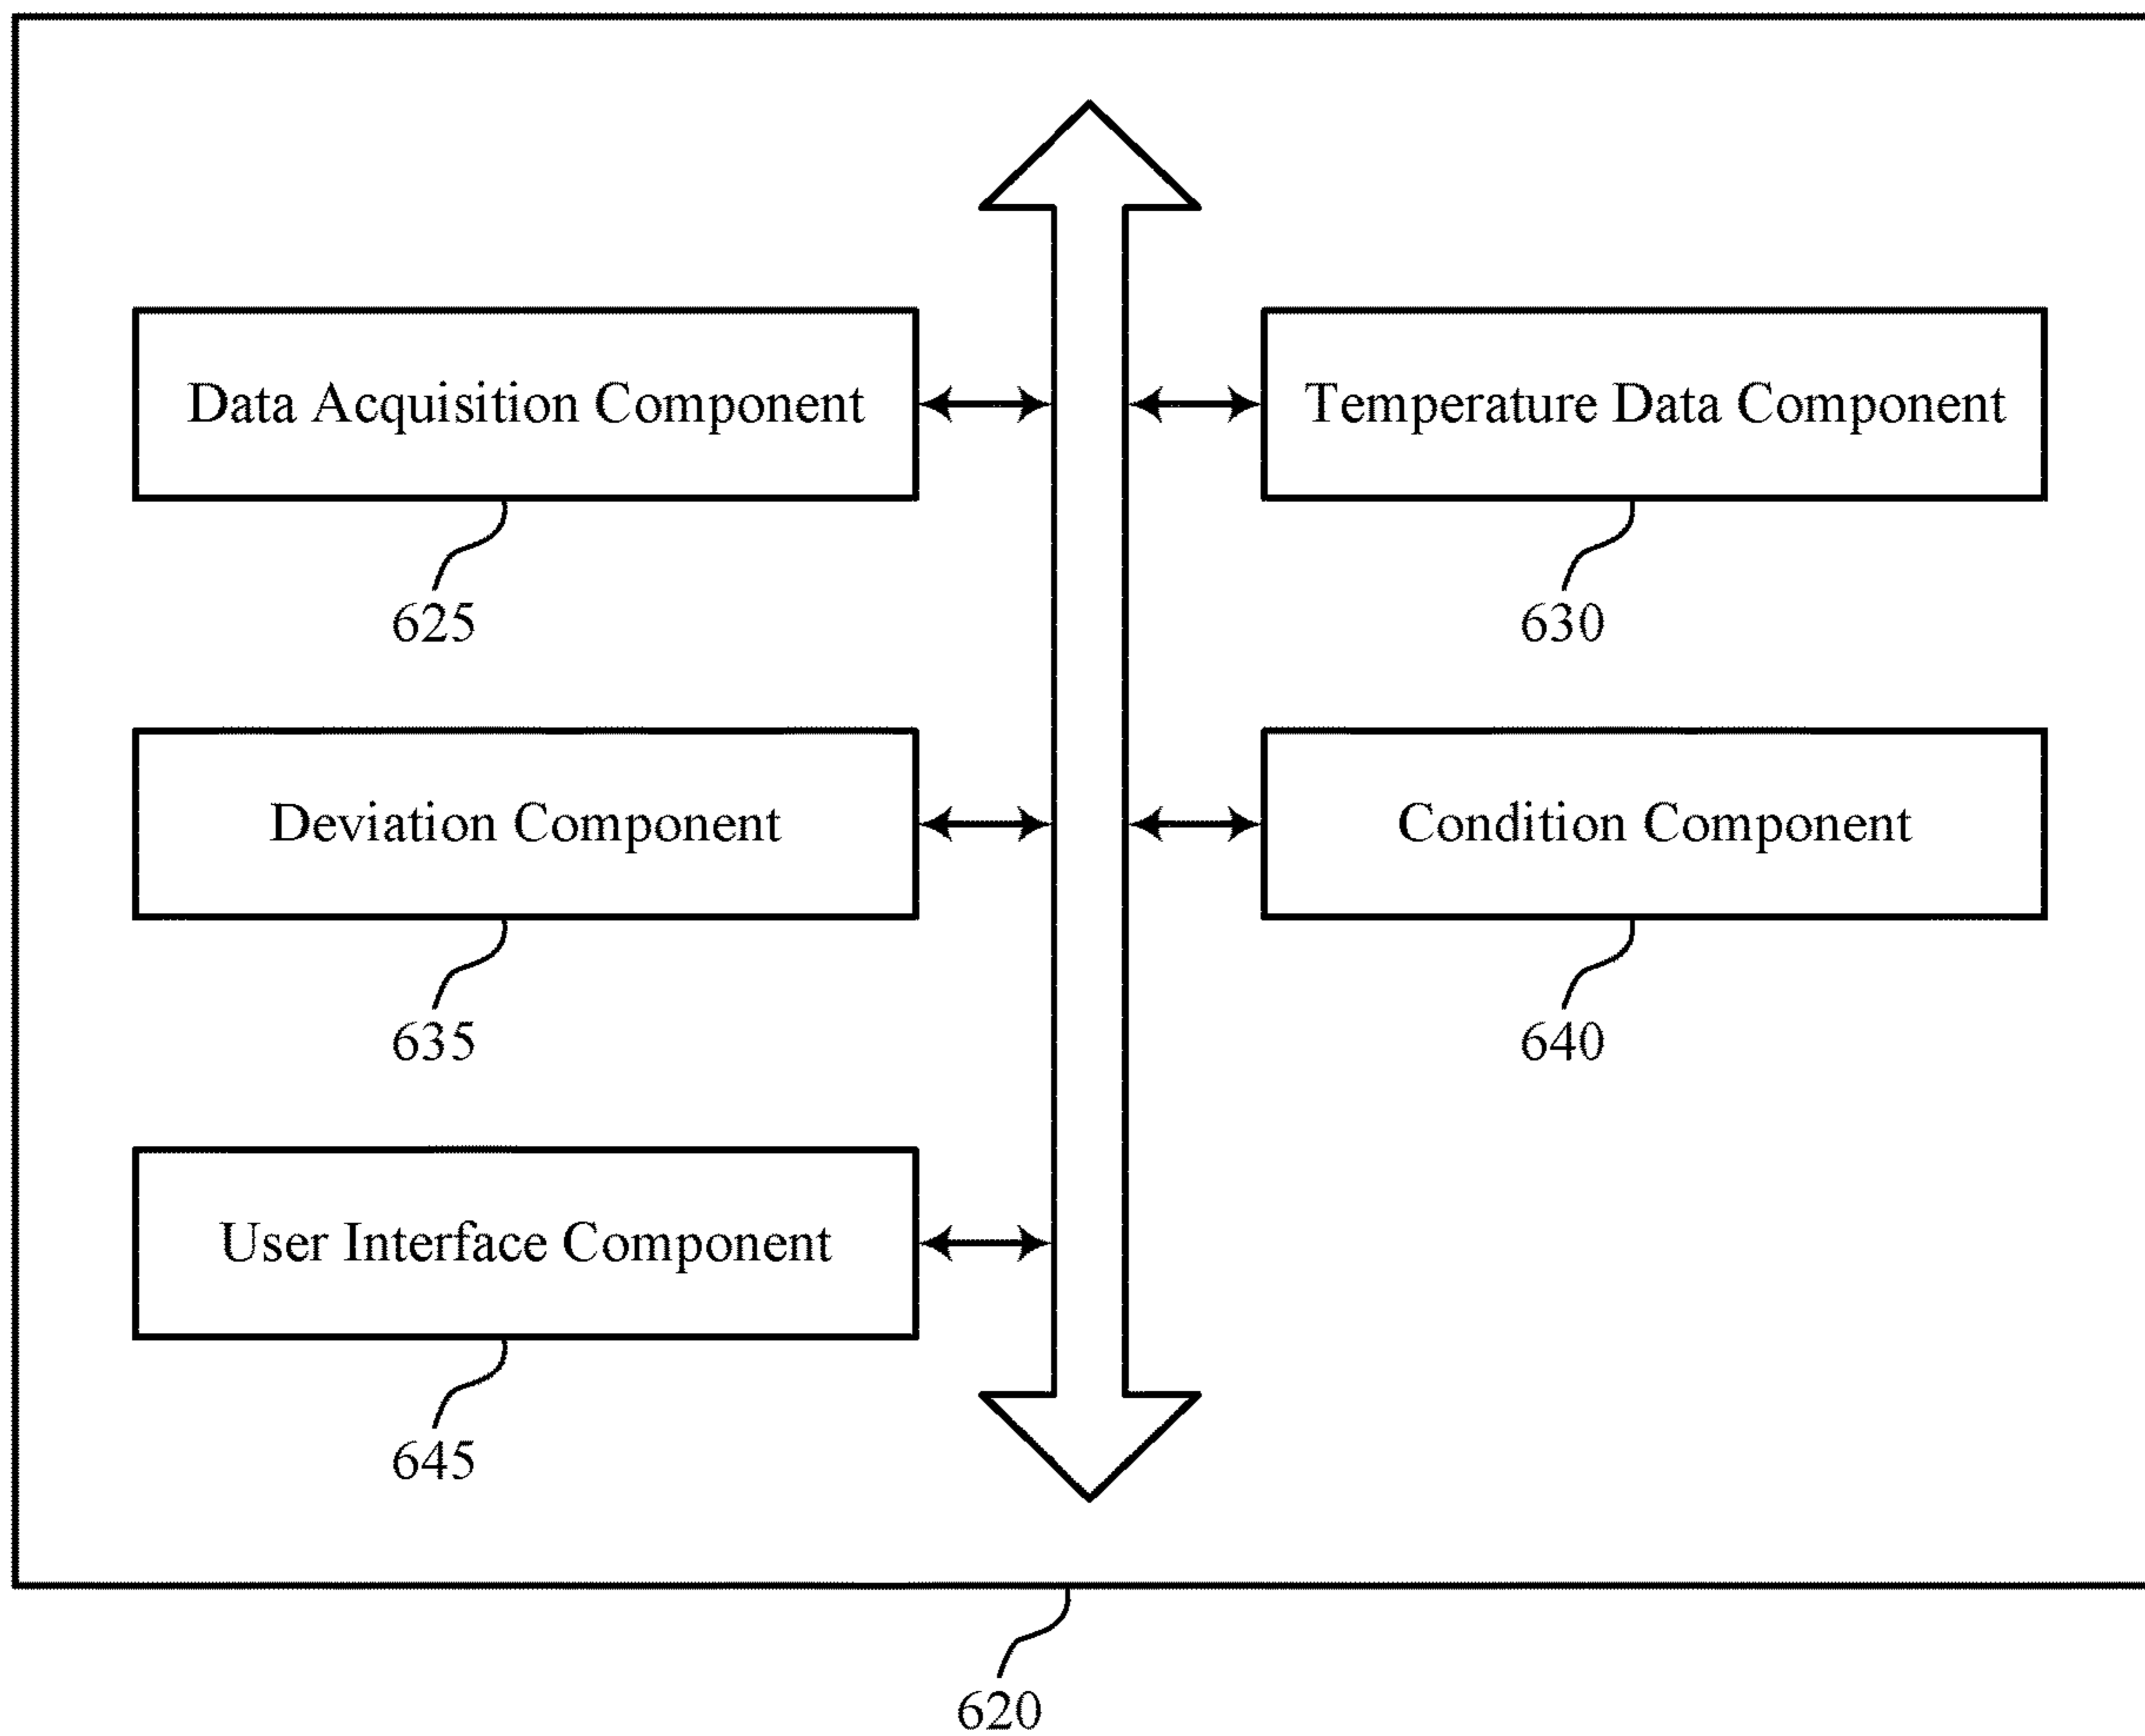 Data Acquisition Component
Temperature Data Component
625
630
Deviation Component
Condition Component
635
640
User Interface Component
645
620